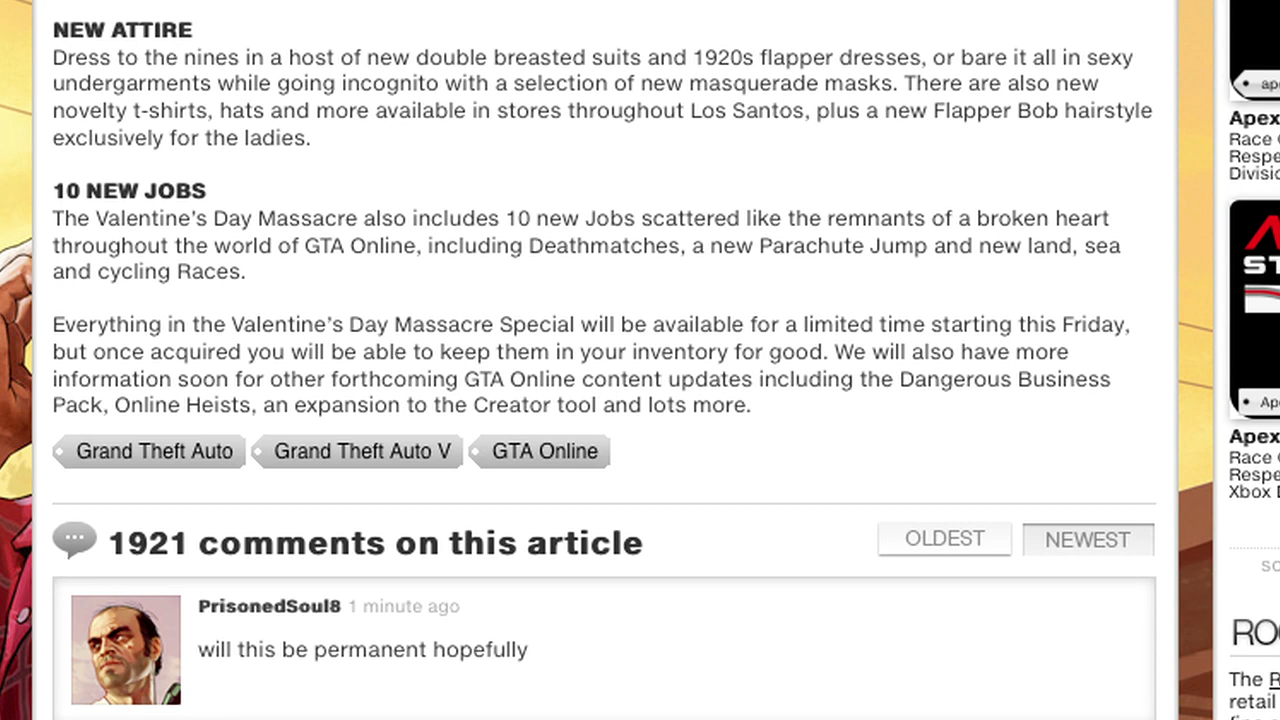 NEW ATTIRE
Dress to the nines in a host of new double breasted suits and 1920s flapper dresses, or bare it all in sexy
undergarments while going incognito with a selection of new masquerade masks. There are also new
novelty t-shirts, hats and more available in stores throughout Los Santos, plus a new Flapper Bob hairstyle
exclusively for the ladies.
10 NEW JOBS
The Valentine’s Day Massacre also includes 10 new Jobs scattered like the remnants of a broken heart
throughout the world of GTA Online, including Deathmatches, a new Parachute Jump and new land, sea
and cycling Races.
Everything in the Valentine’s Day Massacre Special will be available for a limited time starting this Friday,
but once acquired you will be able to keep them in your inventory for good. We will also have more
information soon for other forthcoming GTA Online content updates including the Dangerous Business
Pack, Online Heists, an expansion to the Creator tool and lots more.
Grand Theft Auto Grand Theft Auto V GTA Online
1921 comments on this article
OLDEST NEWEST
PrisonedSoul8 1 minute ago
will this be permanent hopefully
Apex
Race
Apex
Race
Xbox
The
retail